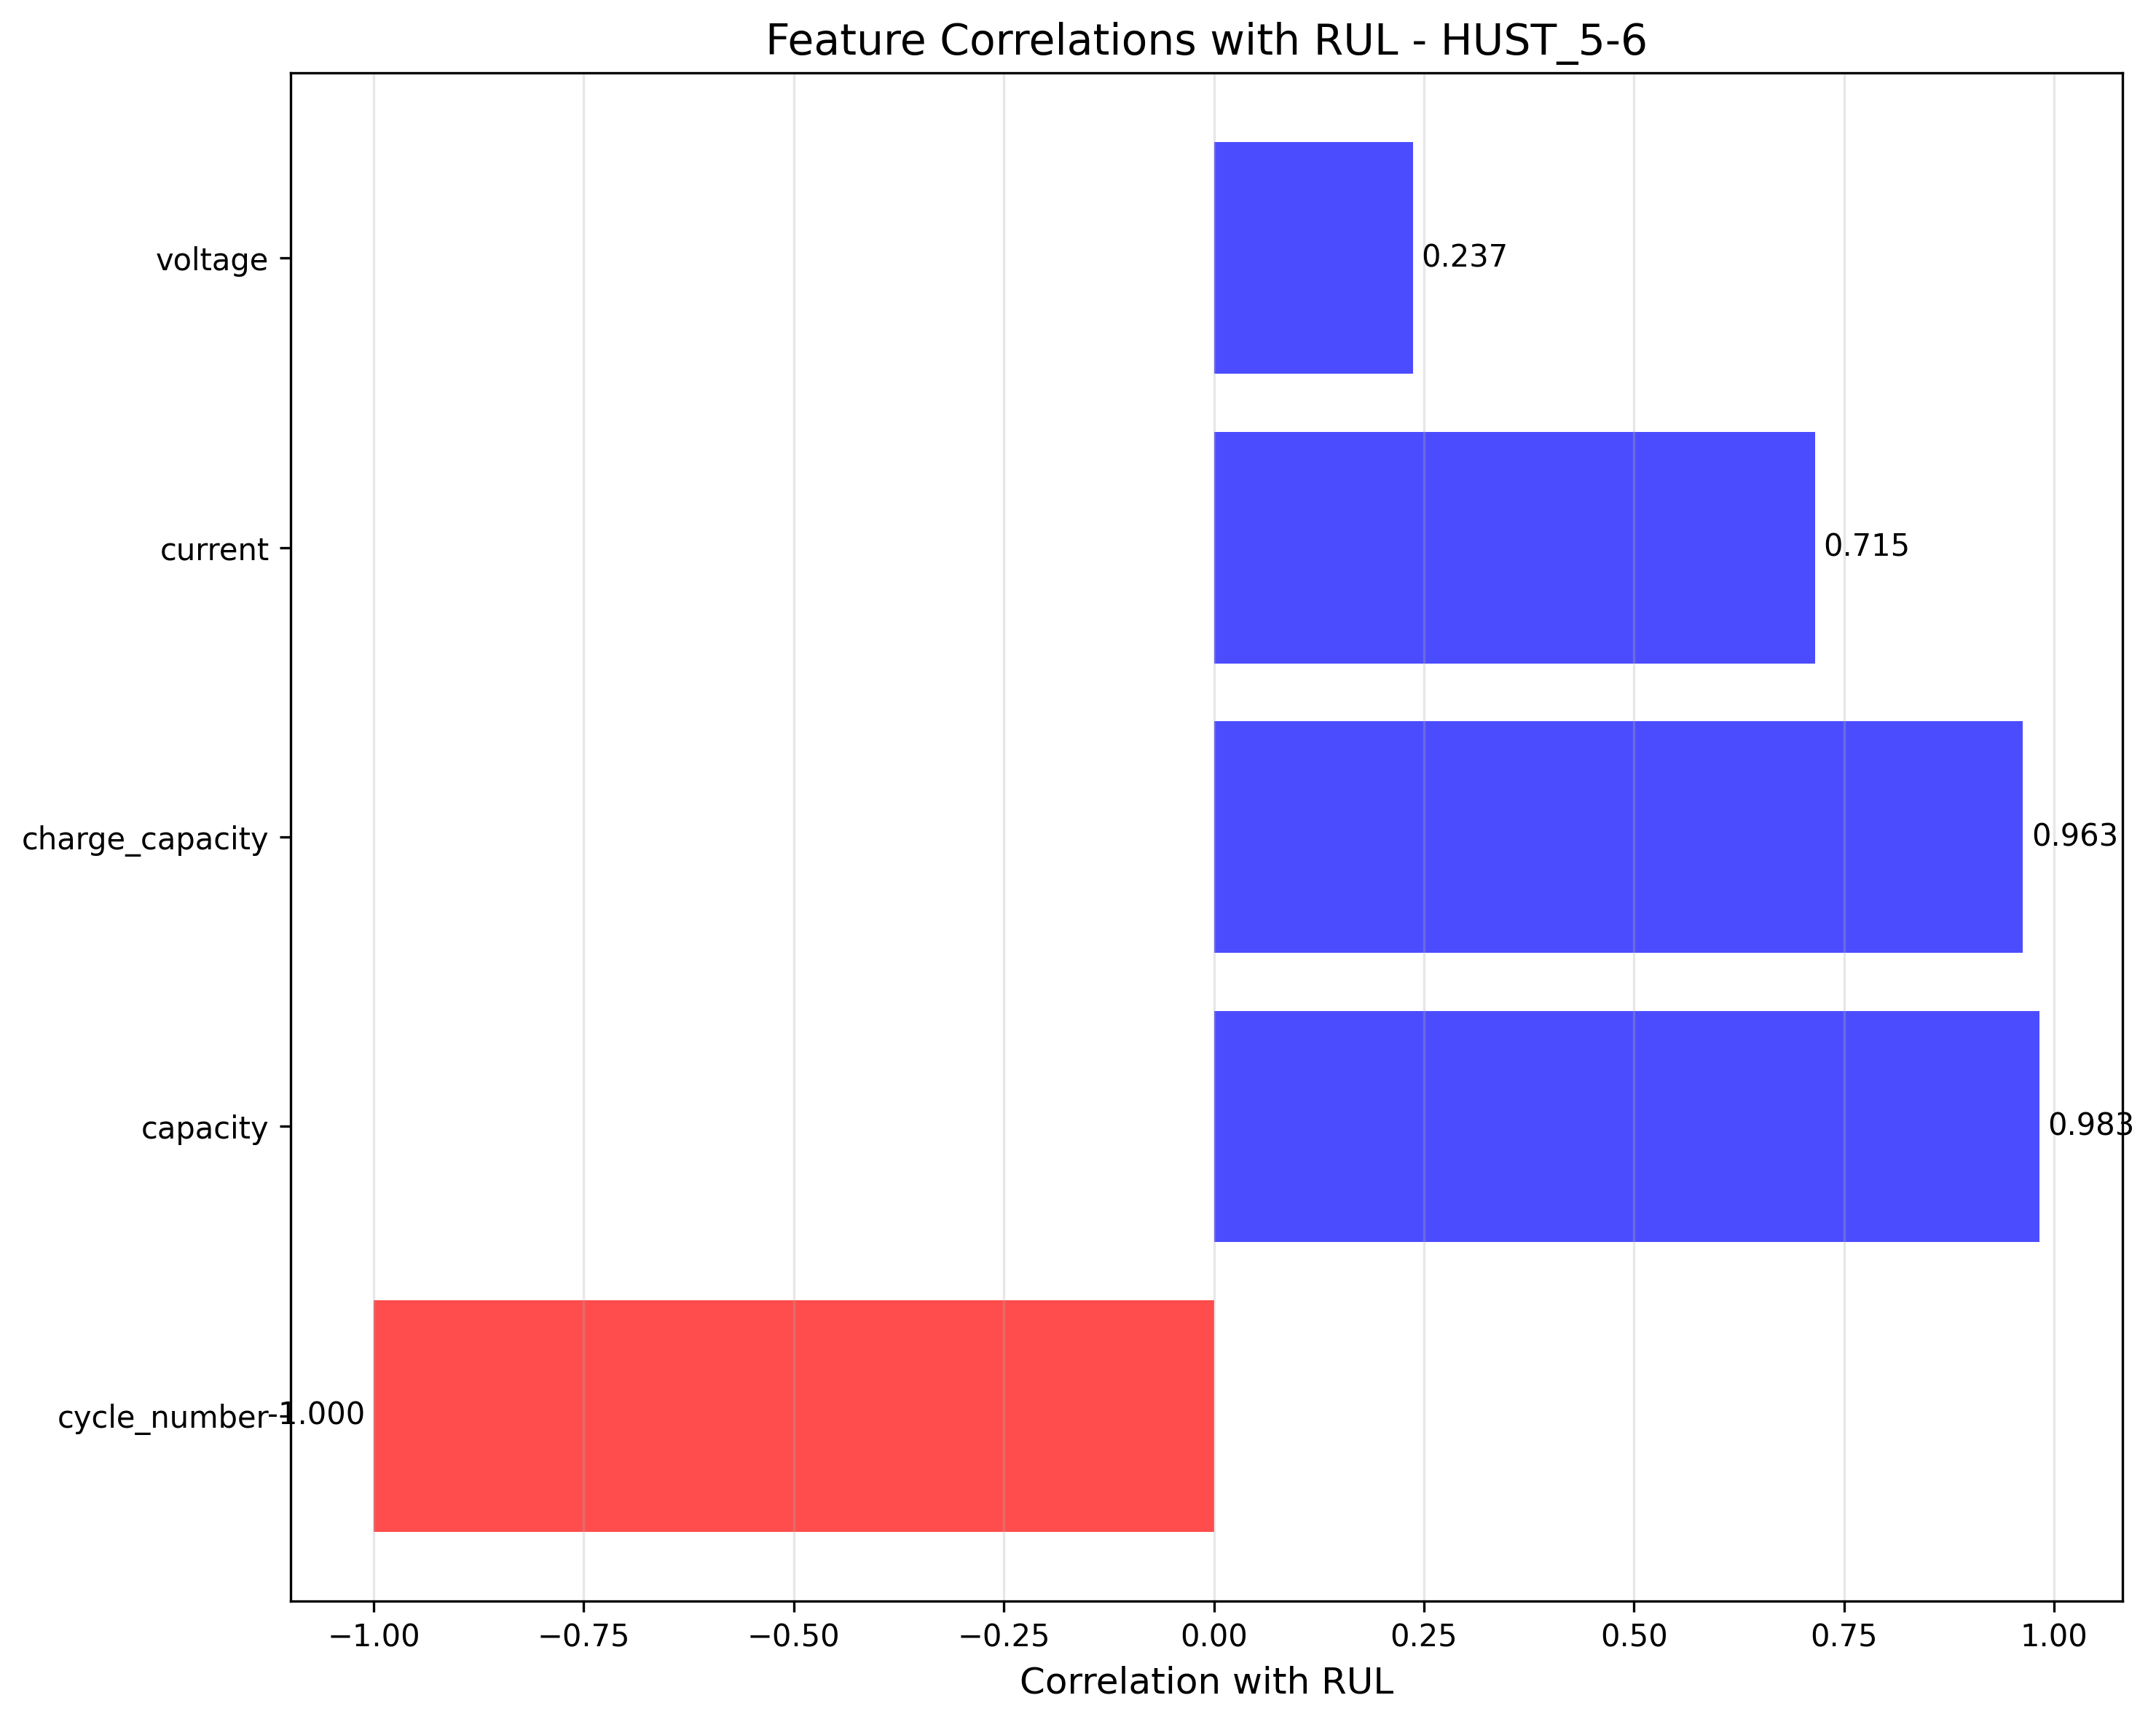 Feature Correlations with RUL - HUST_5-6
voltage
0.237
current
0.715
charge_capacity
0.963
capacity
0.983
cycle_number
-1.000
−1.00 −0.75 −0.50 −0.25 0.00 0.25 0.50 0.75 1.00
Correlation with RUL